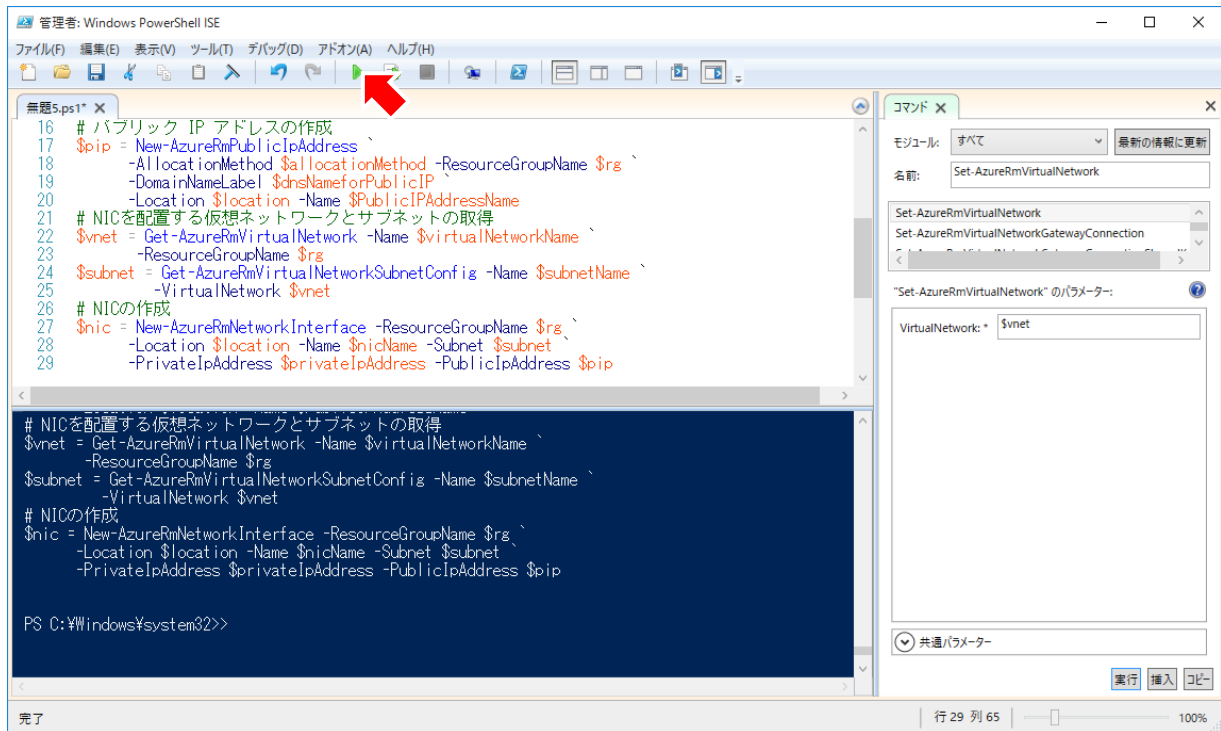 管理者: Windows PowerShell ISE
ファイル(F) 編集(E) 表示(V) ツール(T) デバッグ(D) アドオン(A) ヘルプ(H)
無題5.ps1* X
16 # パブリック IP アドレスの作成
17 $pip = New-AzureRmPublicIpAddress `
18 -AllocationMethod $allocationMethod -ResourceGroupName $rg `
19 -DomainNameLabel $dnsNameforPublicIP `
20 -Location $location -Name $PublicIPAddressName
21 # NICを配置する仮想ネットワークとサブネットの取得
22 $vnet = Get-AzureRmVirtualNetwork -Name $virtualNetworkName `
23 -ResourceGroupName $rg
24 $subnet = Get-AzureRmVirtualNetworkSubnetConfig -Name $subnetName `
25 -VirtualNetwork $vnet
26 # NICの作成
27 $nic = New-AzureRmNetworkInterface -ResourceGroupName $rg `
28 -Location $location -Name $nicName -Subnet $subnet `
29 -PrivateIpAddress $privateIpAddress -PublicIpAddress $pip
# NICを配置する仮想ネットワークとサブネットの取得
$vnet = Get-AzureRmVirtualNetwork -Name $virtualNetworkName `
-ResourceGroupName $rg
$subnet = Get-AzureRmVirtualNetworkSubnetConfig -Name $subnetName `
-VirtualNetwork $vnet
# NICの作成
$nic = New-AzureRmNetworkInterface -ResourceGroupName $rg `
-Location $location -Name $nicName -Subnet $subnet `
-PrivateIpAddress $privateIpAddress -PublicIpAddress $pip
PS C:¥Windows¥system32>>
コマンド X
モジュール: すべて 最新の情報に更新
名前: Set-AzureRmVirtualNetwork
Set-AzureRmVirtualNetwork
Set-AzureRmVirtualNetworkGatewayConnection
"Set-AzureRmVirtualNetwork" のパラメーター:
VirtualNetwork: * $vnet
共通パラメーター
実行 挿入 コピー
完了
行 29 列 65
100%